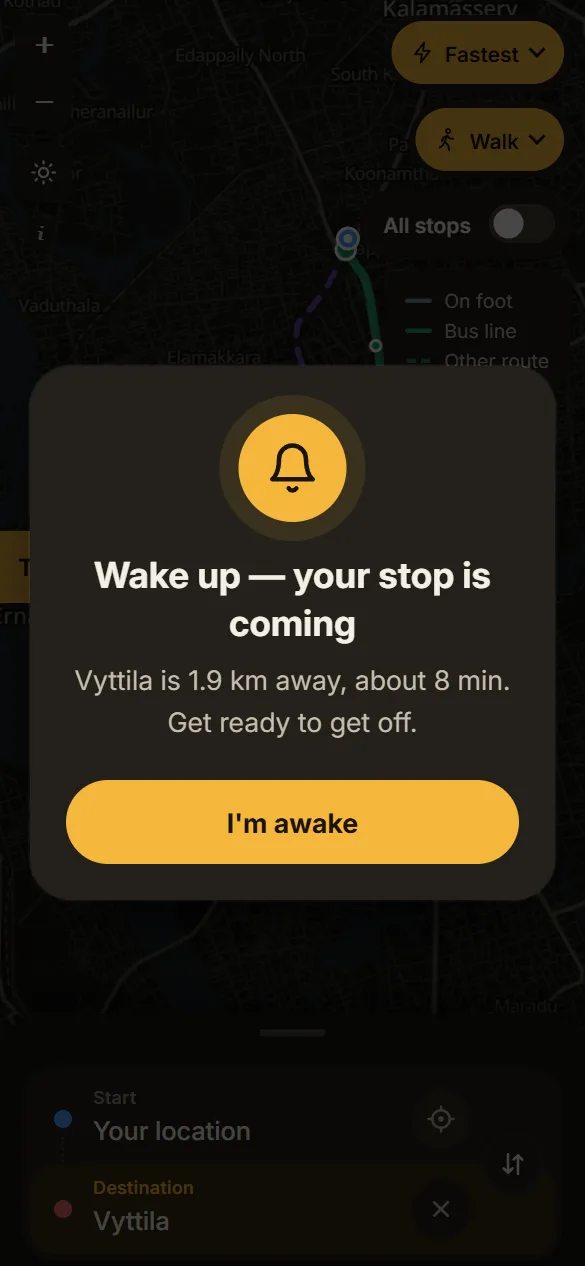 Kalamassery
Edappally North
Fastest
South K
neranallur
Walk
Koonamth
All stops
Vaduthala
On foot
Bus line
Elamakkara
Other route
Wake up — your stop is
coming
Vyttila is 1.9 km away, about 8 min.
Get ready to get off.
I'm awake
Maradu
Start
Your location
Destination
Vyttila